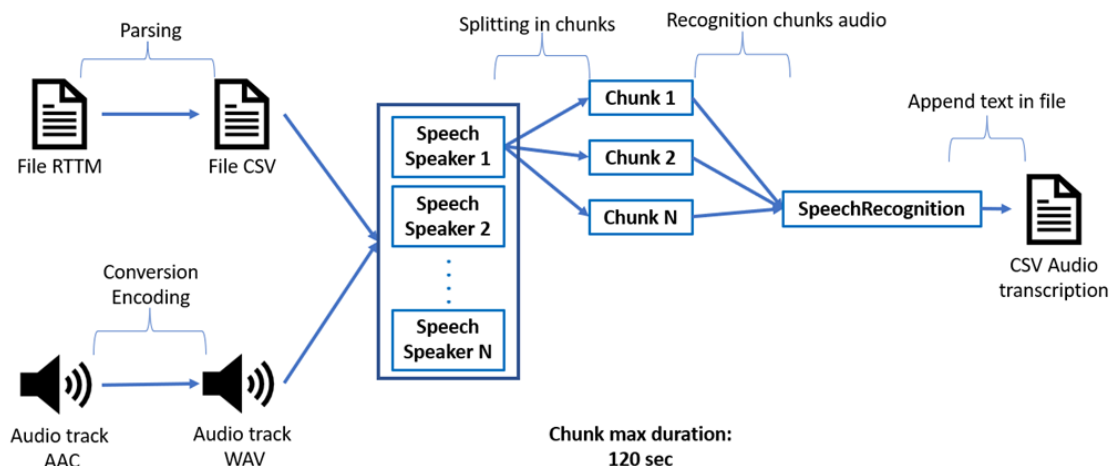 Parsing
File RTTM
File CSV
Conversion
Encoding
Audio track
AAC
Audio track
WAV
Speech
Speaker 1
Speech
Speaker 2
Speech
Speaker N
Splitting in chunks
Chunk 1
Chunk 2
Chunk N
Recognition chunks audio
SpeechRecognition
Append text in file
CSV Audio
transcription
Chunk max duration:
120 sec